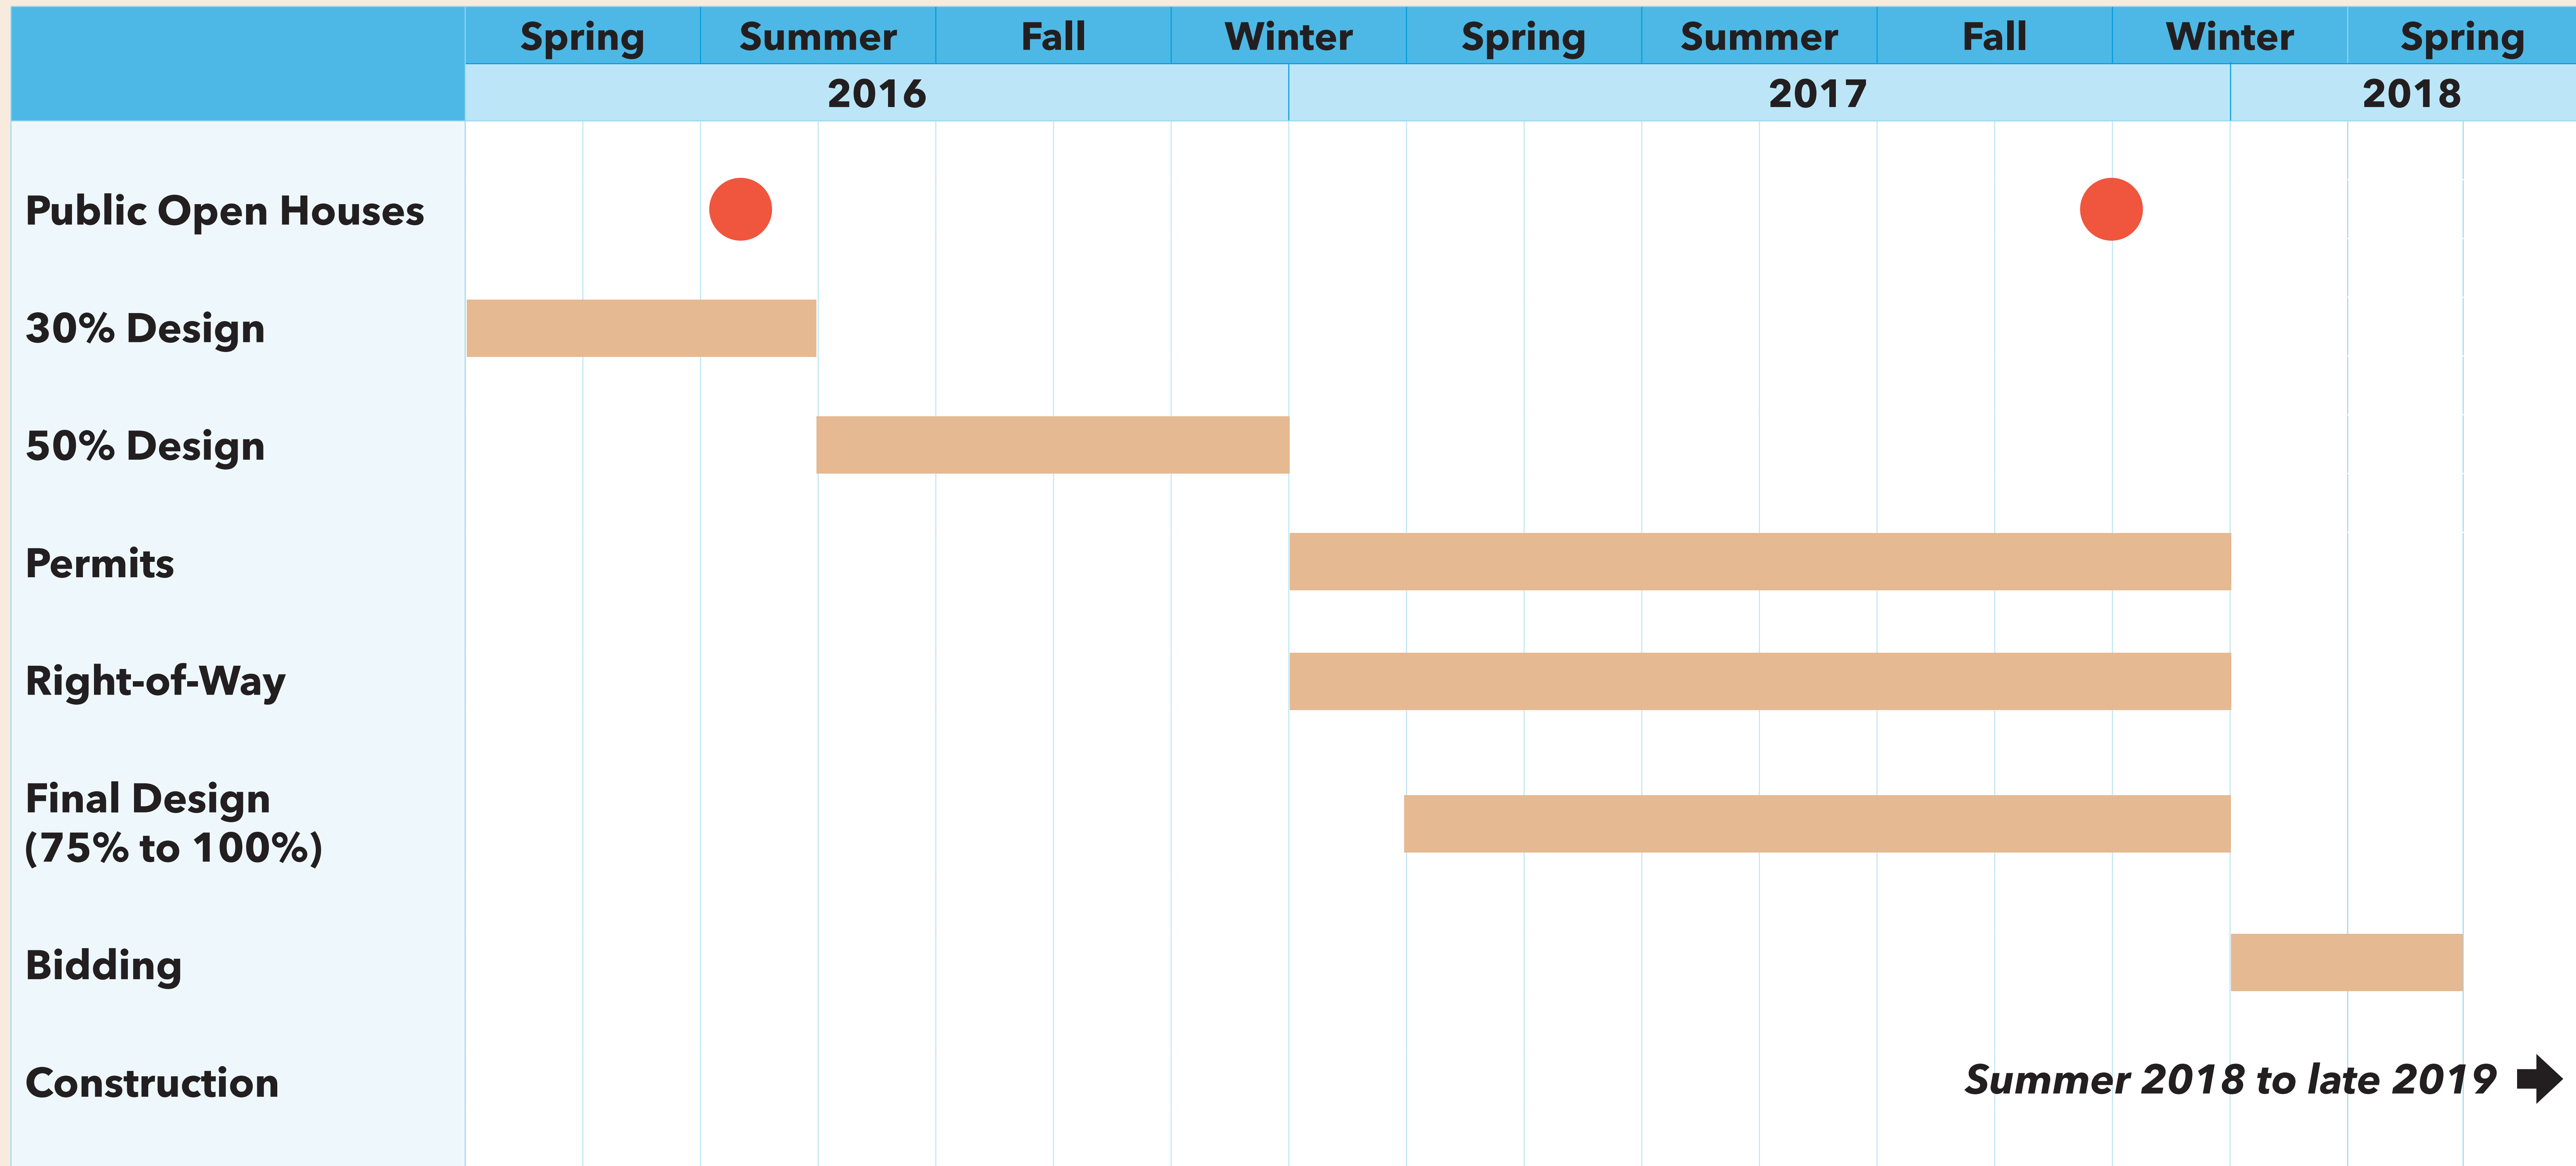 Spring Summer Fall Winter Spring Summer Fall Winter Spring
2016 2017 2018
Public Open Houses
30% Design
50% Design
Permits
Right-of-Way
Final Design
(75% to 100%)
Bidding
Construction Summer 2018 to late 2019